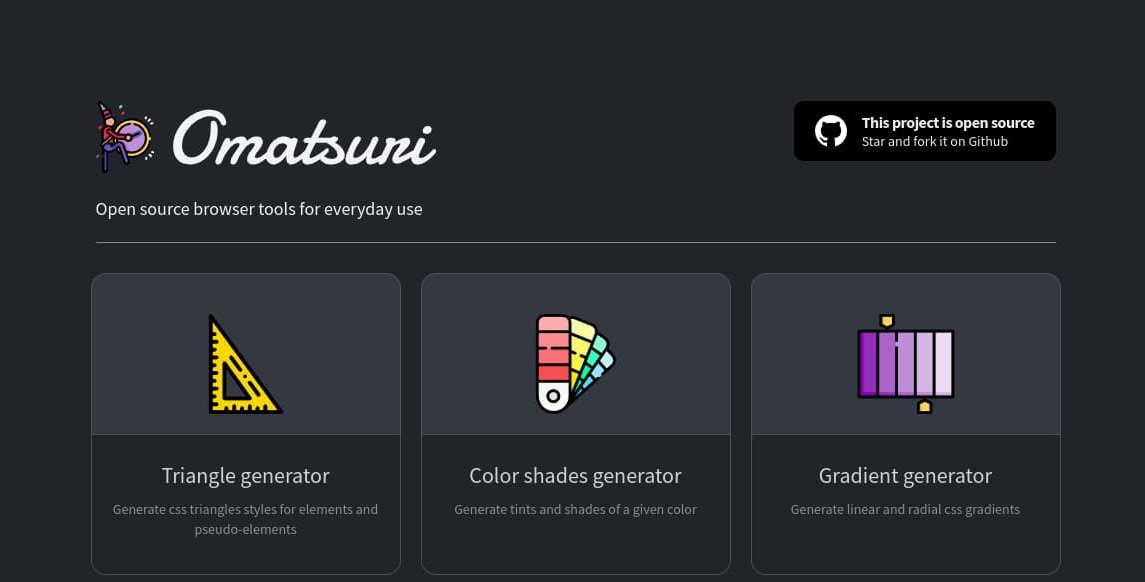 Omatsuri
This project is open source
Star and fork it on Github
Open source browser tools for everyday use
Triangle generator
Generate css triangles styles for elements and
pseudo-elements
Color shades generator
Generate tints and shades of a given color
Gradient generator
Generate linear and radial css gradients